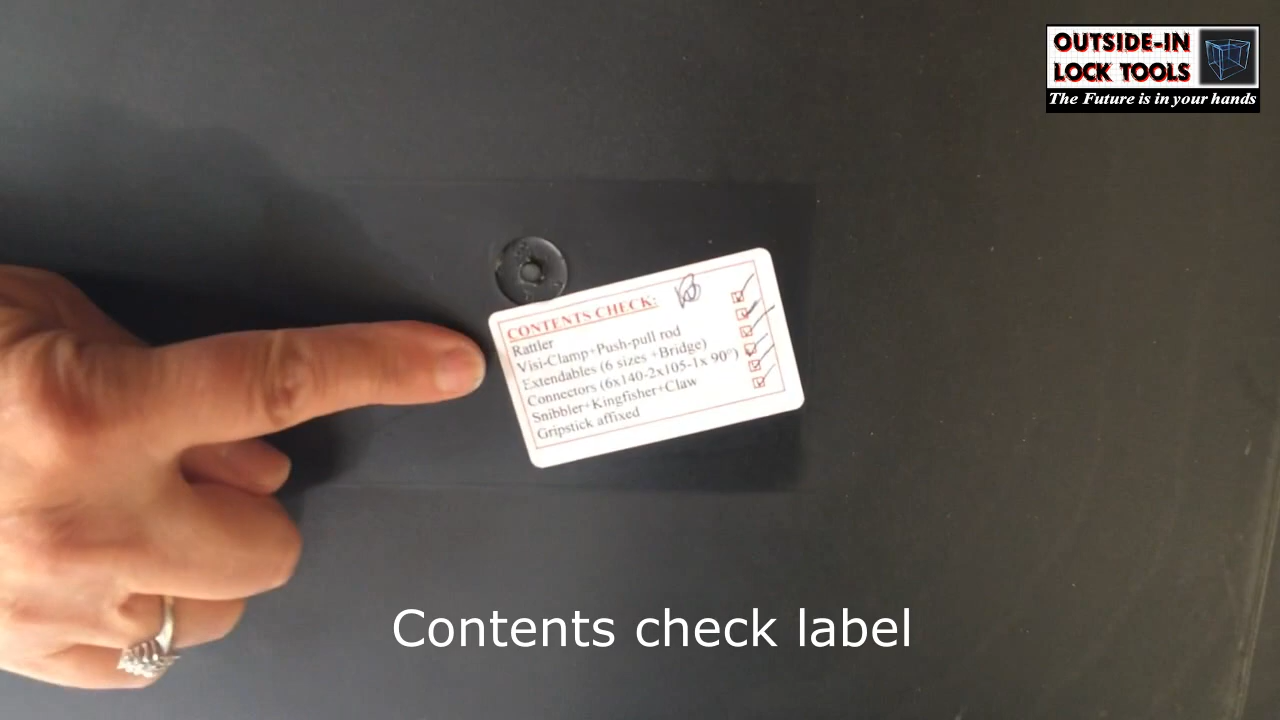 OUTSIDE-IN
LOCK TOOLS
The Future is in your hands
CONTENTS CHECK:
Rattler
Visi-Clamp+Push-pull rod
Extendables (6 sizes +Bridge)
Connectors (6x140-2x105-1x 90°)
Snibbler+Kingfisher+Claw
Gripstick affixed
Contents check label